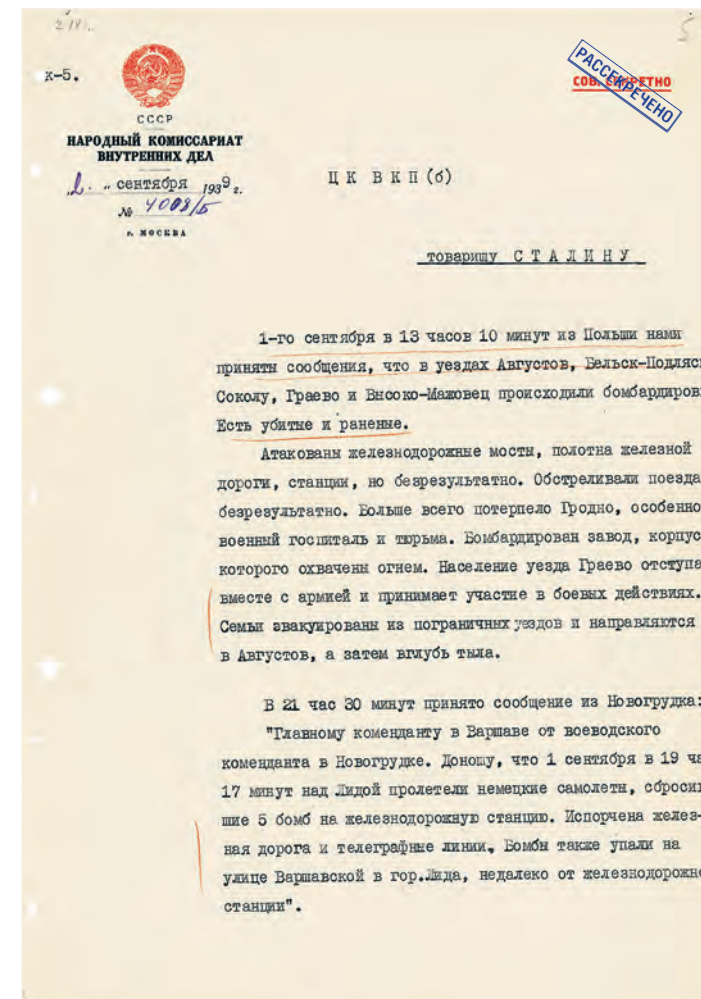 к-5.
СССР
НАРОДНЫЙ КОМИССАРИАТ
ВНУТРЕННИХ ДЕЛ
сентября 1939 г.
№ 4008/5
г. МОСКВА
5
СОВ. СЕКРЕТНО
РАССЕКРЕЧЕНО
ЦК ВКП(б)
товарищу СТАЛИНУ
1-го сентября в 13 часов 10 минут из Польши нами
приняты сообщения, что в уездах Августов, Бельск-Подляс
Соколу, Граево и Высоко-Мазовец происходили бомбардиров
Есть убитые и раненые.
Атакованы железнодорожные мосты, полотна железной
дороги, станции, но безрезультатно. Обстреливали поезда
безрезультатно. Больше всего потерпело Гродно, особенно
военный госпиталь и тюрьма. Бомбардирован завод, корпус
которого охвачены огнем. Население уезда Граево отступа
вместе с армией и принимает участие в боевых действиях.
Семьи эвакуированы из пограничных уездов и направляются
в Августов, а затем вглубь тыла.
В 21 час 30 минут принято сообщение из Новогрудка:
"Главному коменданту в Варшаве от воеводского
коменданта в Новогрудке. Доношу, что 1 сентября в 19 ча
17 минут над Лидой пролетели немецкие самолеты, сбросив
шие 5 бомб на железнодорожную станцию. Испорчена желез-
ная дорога и телеграфные линии, Бомбы также упали на
улице Варшавской в гор.Лида, недалеко от железнодорожно
станции".